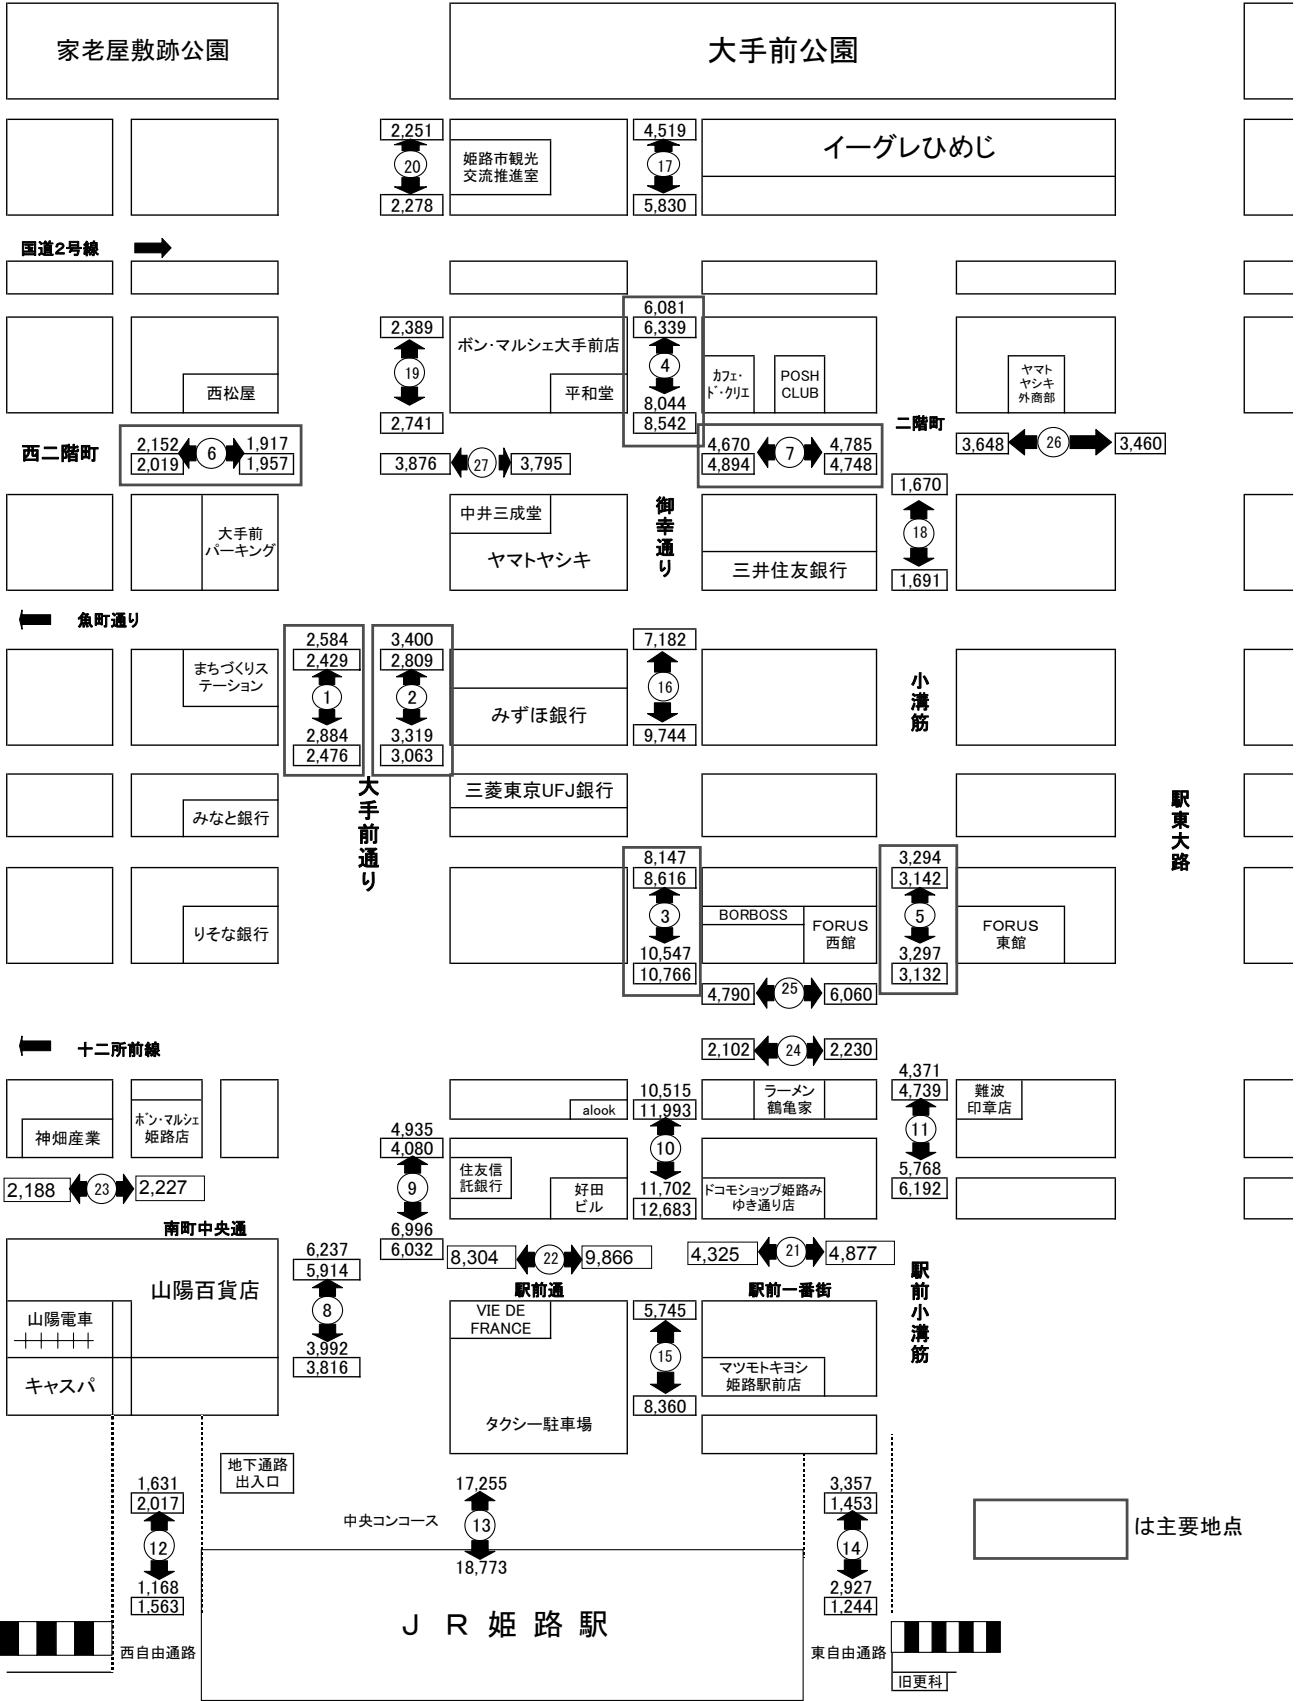 家老屋敷跡公園
大手前公園
2,251
20
2,278
姫路市観光
交流推進室
4,519
17
5,830
イーグレひめじ
国道2号線
2,389
19
2,741
ボン・マルシェ大手前店
平和堂
6,081
6,339
4
8,044
8,542
カフェ・
ド・クリエ
POSH
CLUB
ヤマト
ヤシキ
外商部
西松屋
西二階町
2,152
2,019
6
1,917
1,957
3,876
27
3,795
4,670
4,894
7
4,785
4,748
二階町
3,648
26
3,460
大手前
パーキング
中井三成堂
ヤマトヤシキ
御幸通り
三井住友銀行
1,670
18
1,691
魚町通り
まちづくりス
テーション
2,584
2,429
1
2,884
2,476
3,400
2,809
2
3,319
3,063
みずほ銀行
7,182
16
9,744
小溝筋
みなと銀行
大手前通り
三菱東京UFJ銀行
駅東大路
りそな銀行
8,147
8,616
3
10,547
10,766
BORBOSS
FORUS
西館
3,294
3,142
5
3,297
3,132
FORUS
東館
4,790
25
6,060
十二所前線
2,102
24
2,230
神畑産業
ボン・マルシェ
姫路店
alook
10,515
11,993
10
11,702
12,683
ラーメン
鶴亀家
4,371
4,739
11
5,768
6,192
難波
印章店
4,935
4,080
9
6,996
6,032
住友信
託銀行
好田
ビル
ドコモショップ姫路み
ゆき通り店
2,188
23
2,227
南町中央通
8,304
22
9,866
4,325
21
4,877
駅前通
駅前一番街
駅前小溝筋
山陽百貨店
山陽電車
キャスパ
6,237
5,914
8
3,992
3,816
VIE DE
FRANCE
タクシー駐車場
5,745
15
8,360
マツモトキヨシ
姫路駅前店
地下通路
出入口
1,631
2,017
12
1,168
1,563
中央コンコース
17,255
13
18,773
3,357
1,453
14
2,927
1,244
は主要地点
ＪＲ姫路駅
西自由通路
東自由通路
旧更科